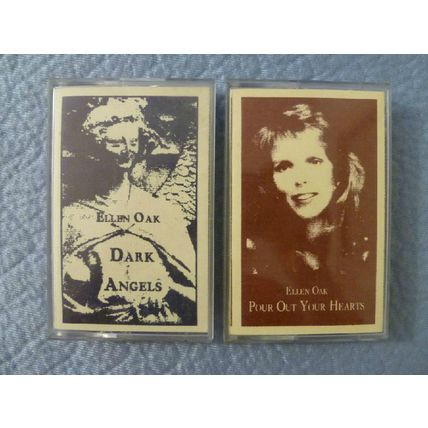 Ellen Oak
Dark
Angels
Ellen Oak
Pour Out Your Hearts